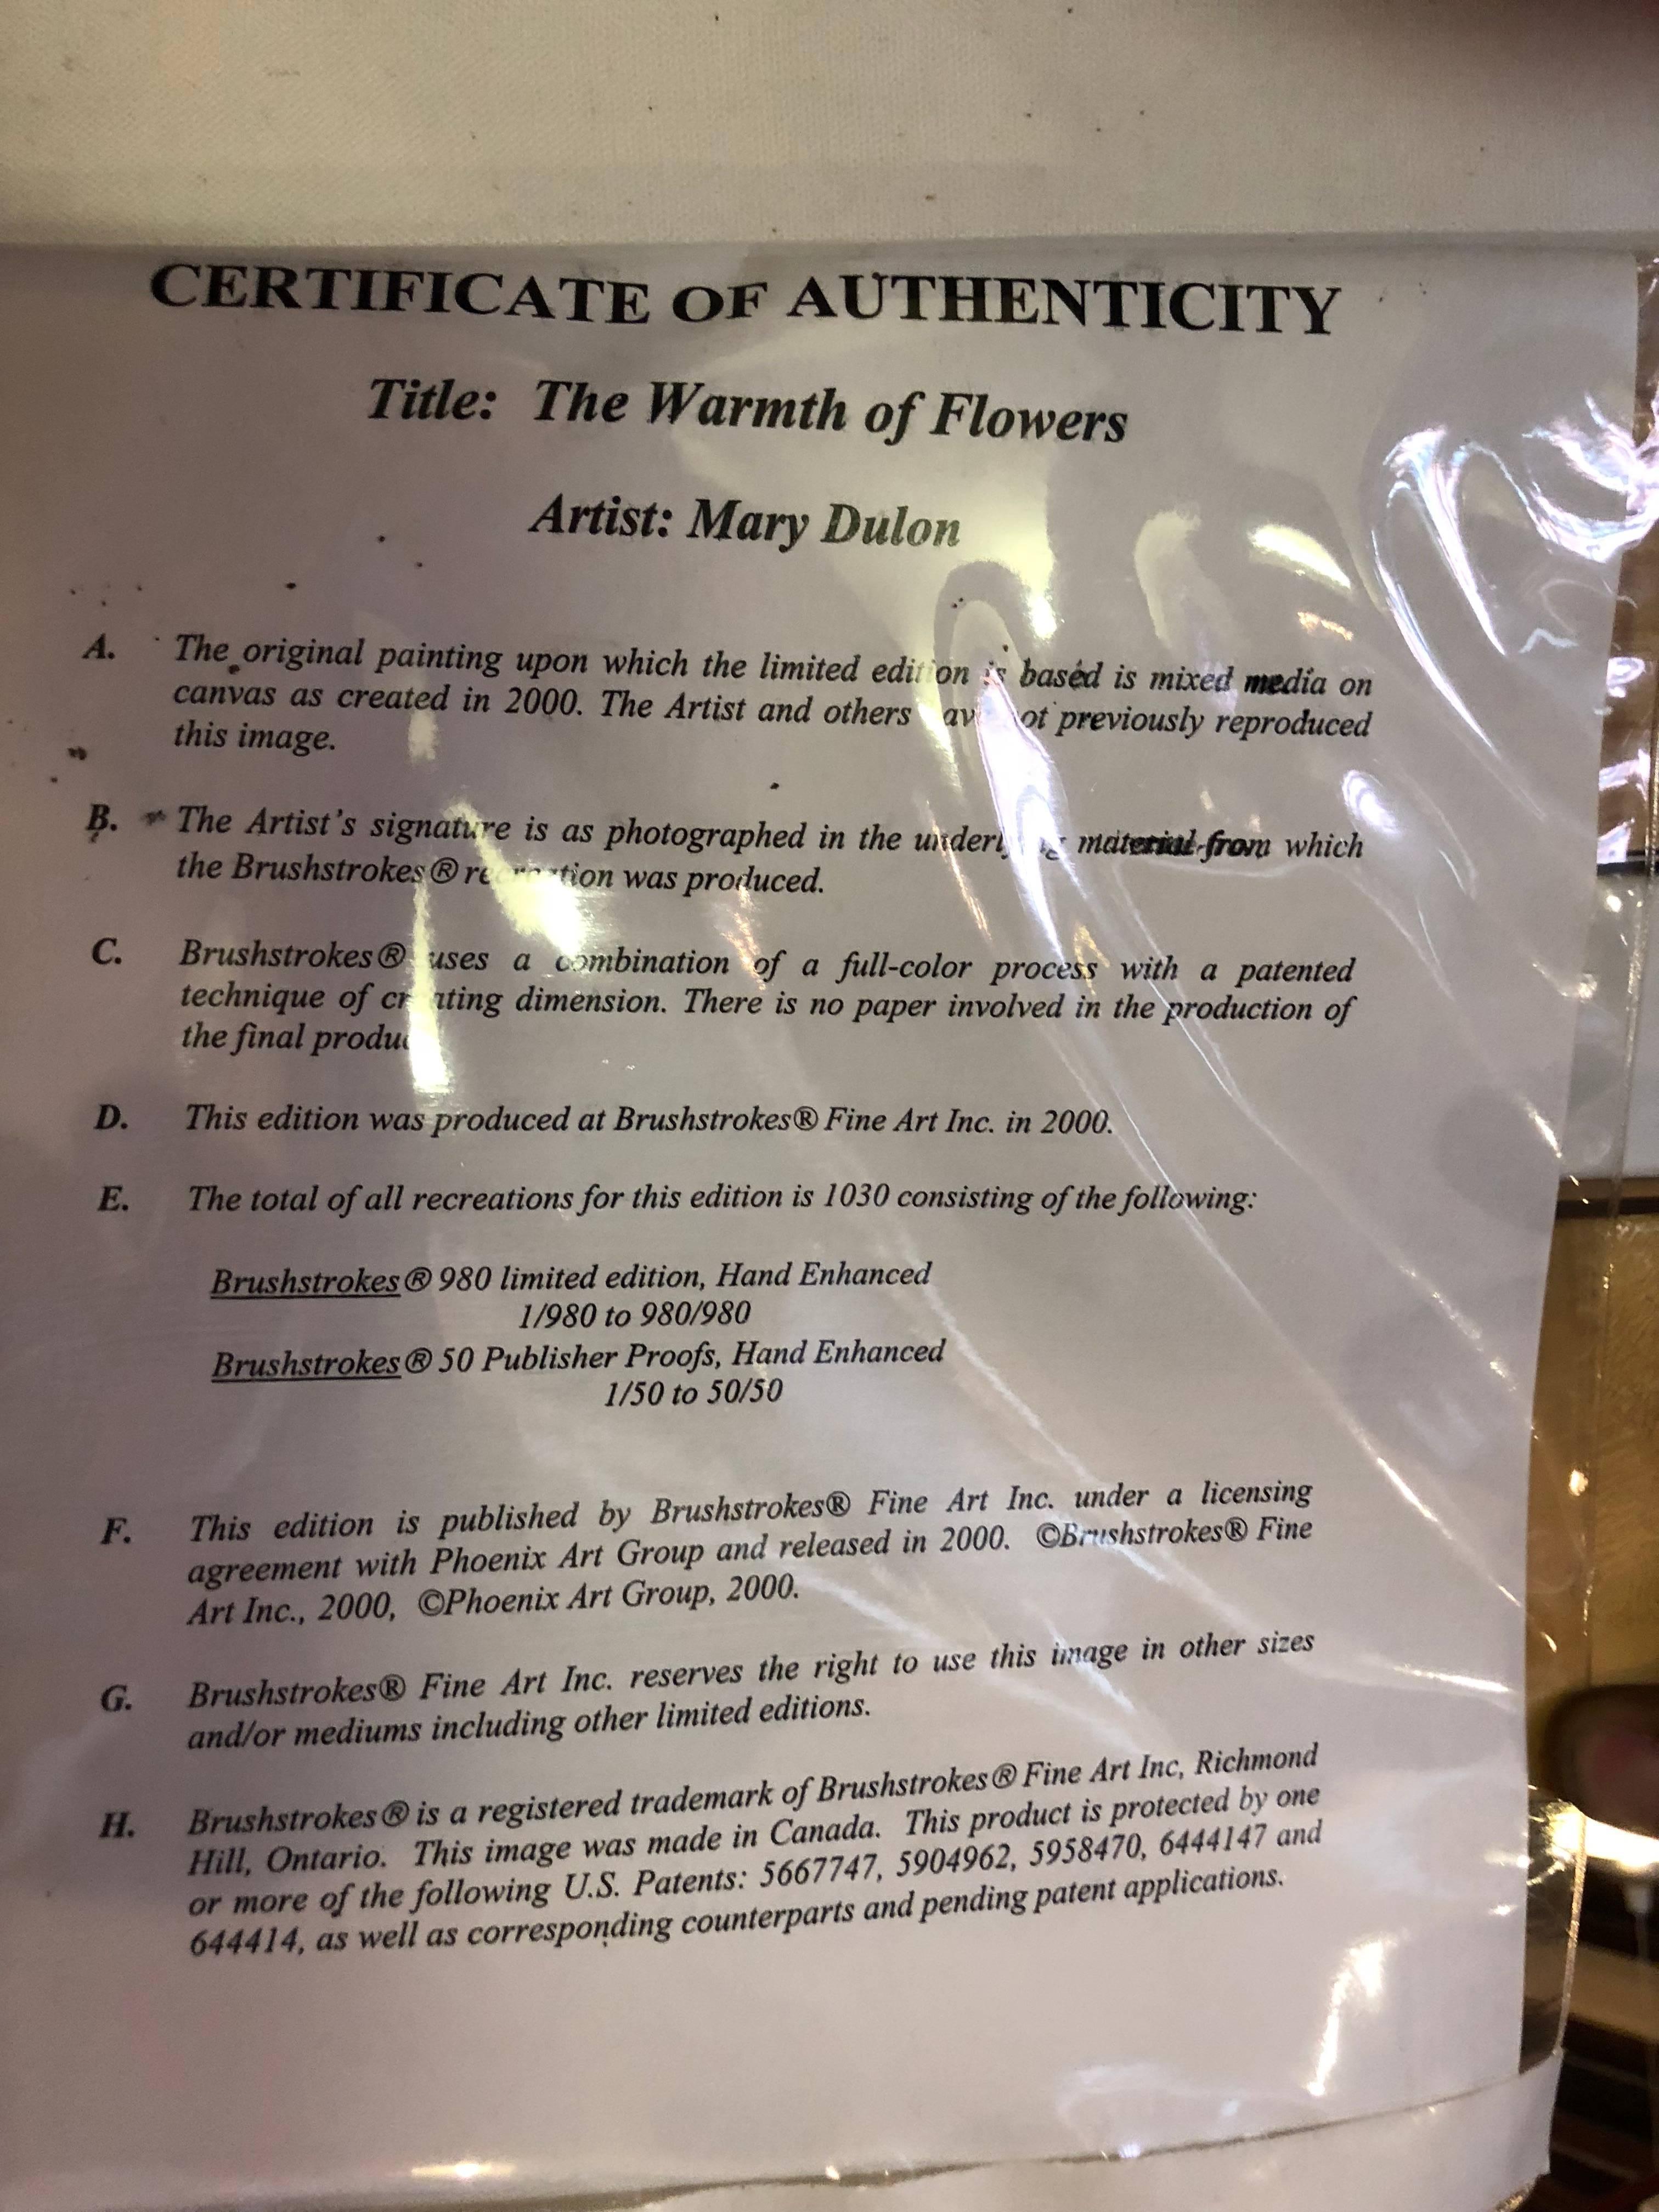 CERTIFICATE OF AUTHENTICITY
Title: The Warmth of Flowers
Artist: Mary Dulon
A. The original painting upon which the limited edition is based is mixed media on
canvas as created in 2000. The Artist and others have not previously reproduced
this image.
B. The Artist's signature is as photographed in the underlying material from which
the Brushstrokes® recreation was produced.
C. Brushstrokes® uses a combination of a full-color process with a patented
technique of creating dimension. There is no paper involved in the production of
the final product
D. This edition was produced at Brushstrokes® Fine Art Inc. in 2000.
E. The total of all recreations for this edition is 1030 consisting of the following:
Brushstrokes® 980 limited edition, Hand Enhanced
1/980 to 980/980
Brushstrokes® 50 Publisher Proofs, Hand Enhanced
1/50 to 50/50
F. This edition is published by Brushstrokes® Fine Art Inc. under a licensing
agreement with Phoenix Art Group and released in 2000. ©Brushstrokes® Fine
Art Inc., 2000, ©Phoenix Art Group, 2000.
G. Brushstrokes® Fine Art Inc. reserves the right to use this image in other sizes
and/or mediums including other limited editions.
H. Brushstrokes® is a registered trademark of Brushstrokes® Fine Art Inc, Richmond
Hill, Ontario. This image was made in Canada. This product is protected by one
or more of the following U.S. Patents: 5667747, 5904962, 5958470, 6444147 and
644414, as well as corresponding counterparts and pending patent applications.